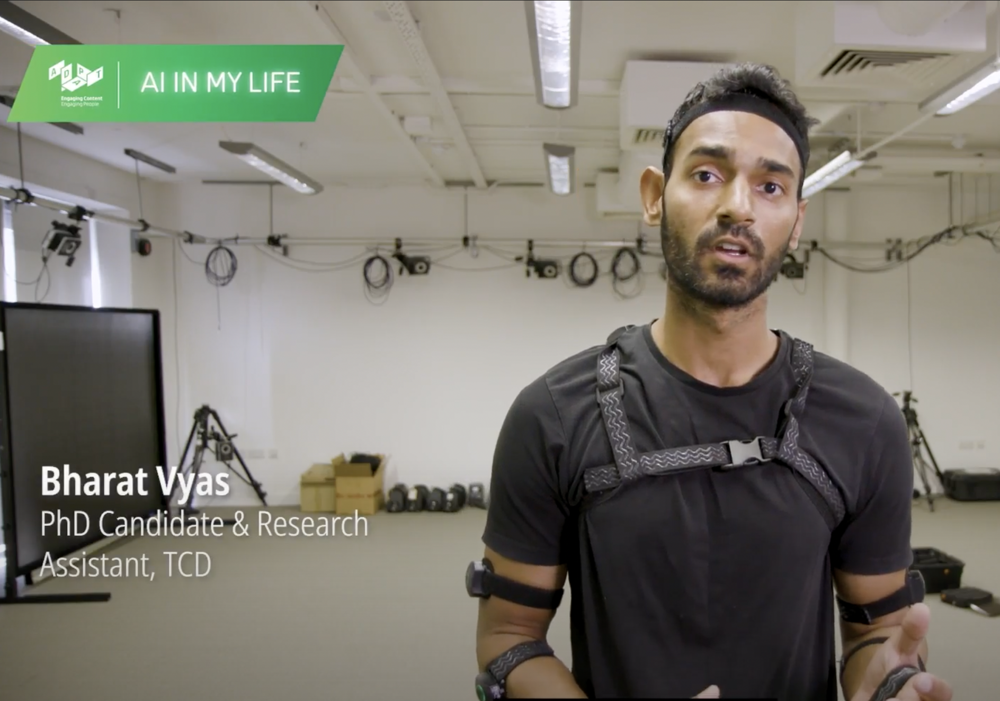 ADAPT
Engaging Content
Engaging People
AI IN MY LIFE
Bharat Vyas
PhD Candidate & Research
Assistant, TCD